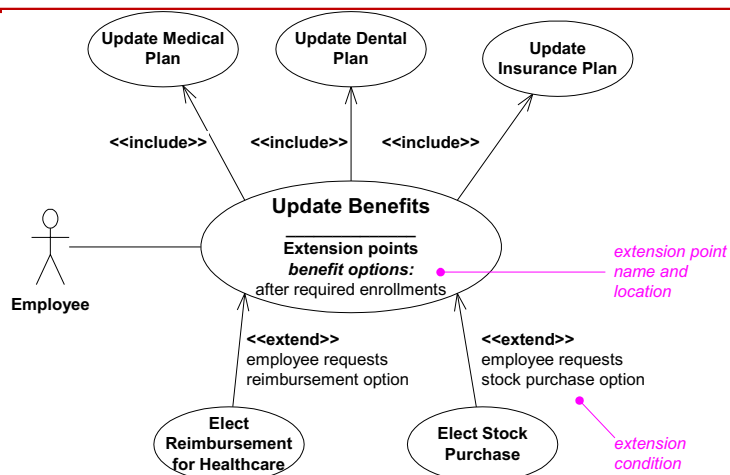 Update Medical
Plan
Update Dental
Plan
Update
Insurance Plan
<<include>>
<<include>>
<<include>>
Update Benefits
Extension points
benefit options:
after required enrollments
extension point
name and
location
Employee
<<extend>>
employee requests
reimbursement option
<<extend>>
employee requests
stock purchase option
Elect
Reimbursement
for Healthcare
Elect Stock
Purchase
extension
condition